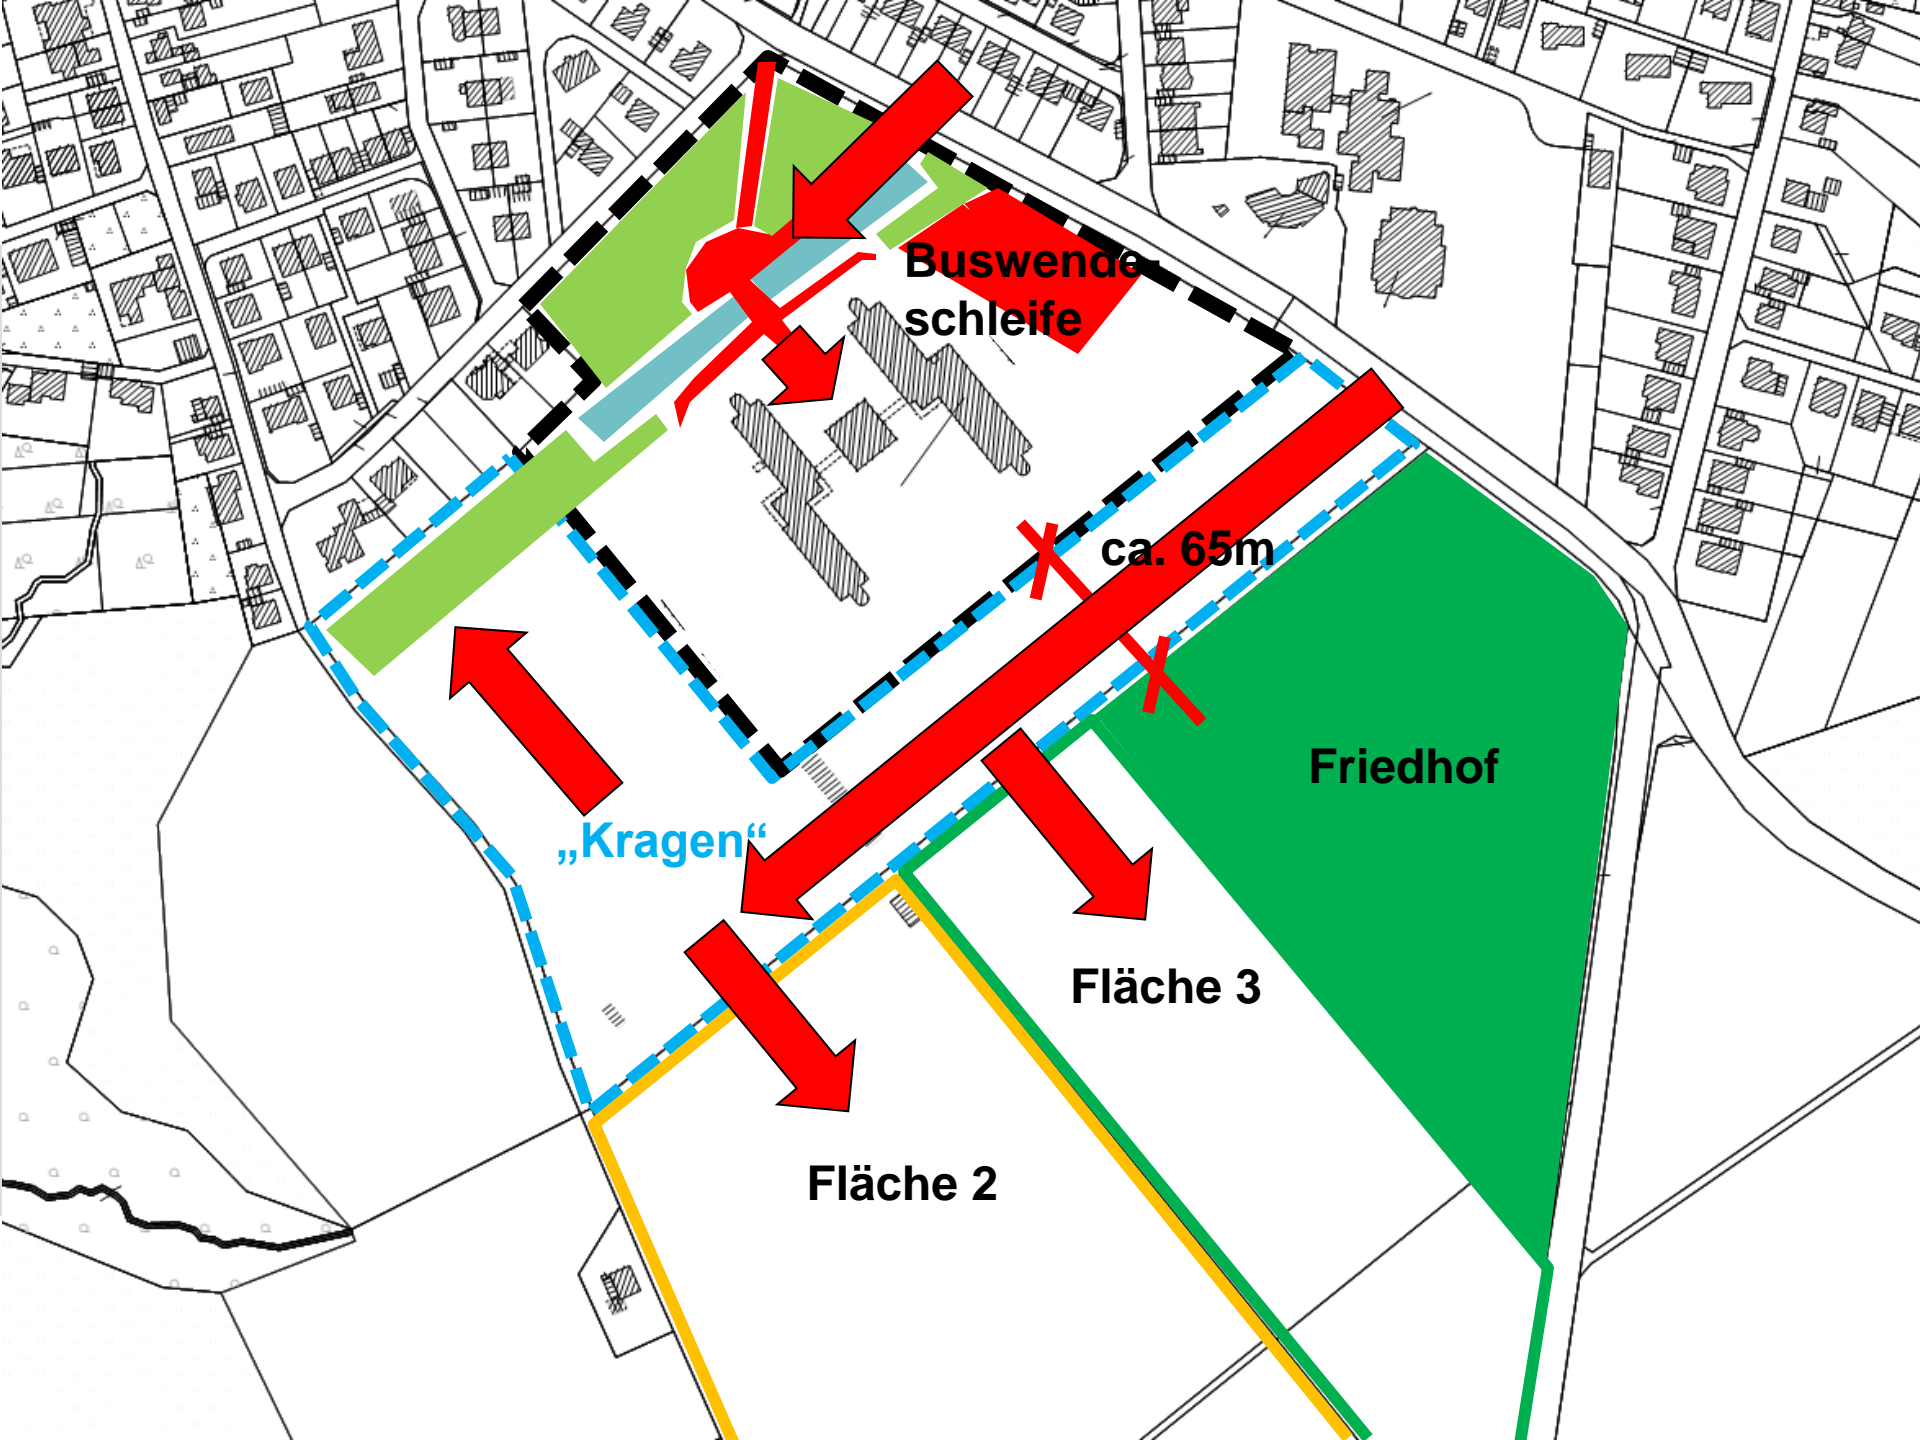 Buswende-
schleife
ca. 65m
Friedhof
„Kragen“
Fläche 3
Fläche 2